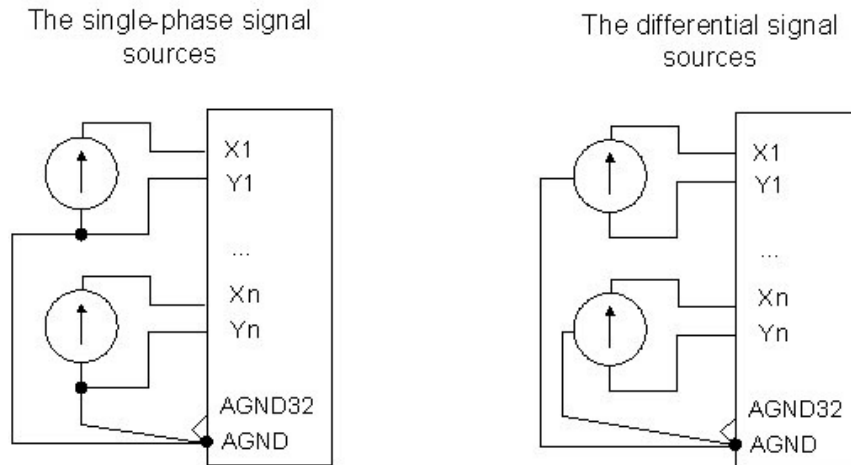 The single-phase signal
sources
X1
Y1
...
Xn
Yn
AGND32
AGND
The differential signal
sources
X1
Y1
...
Xn
Yn
AGND32
AGND